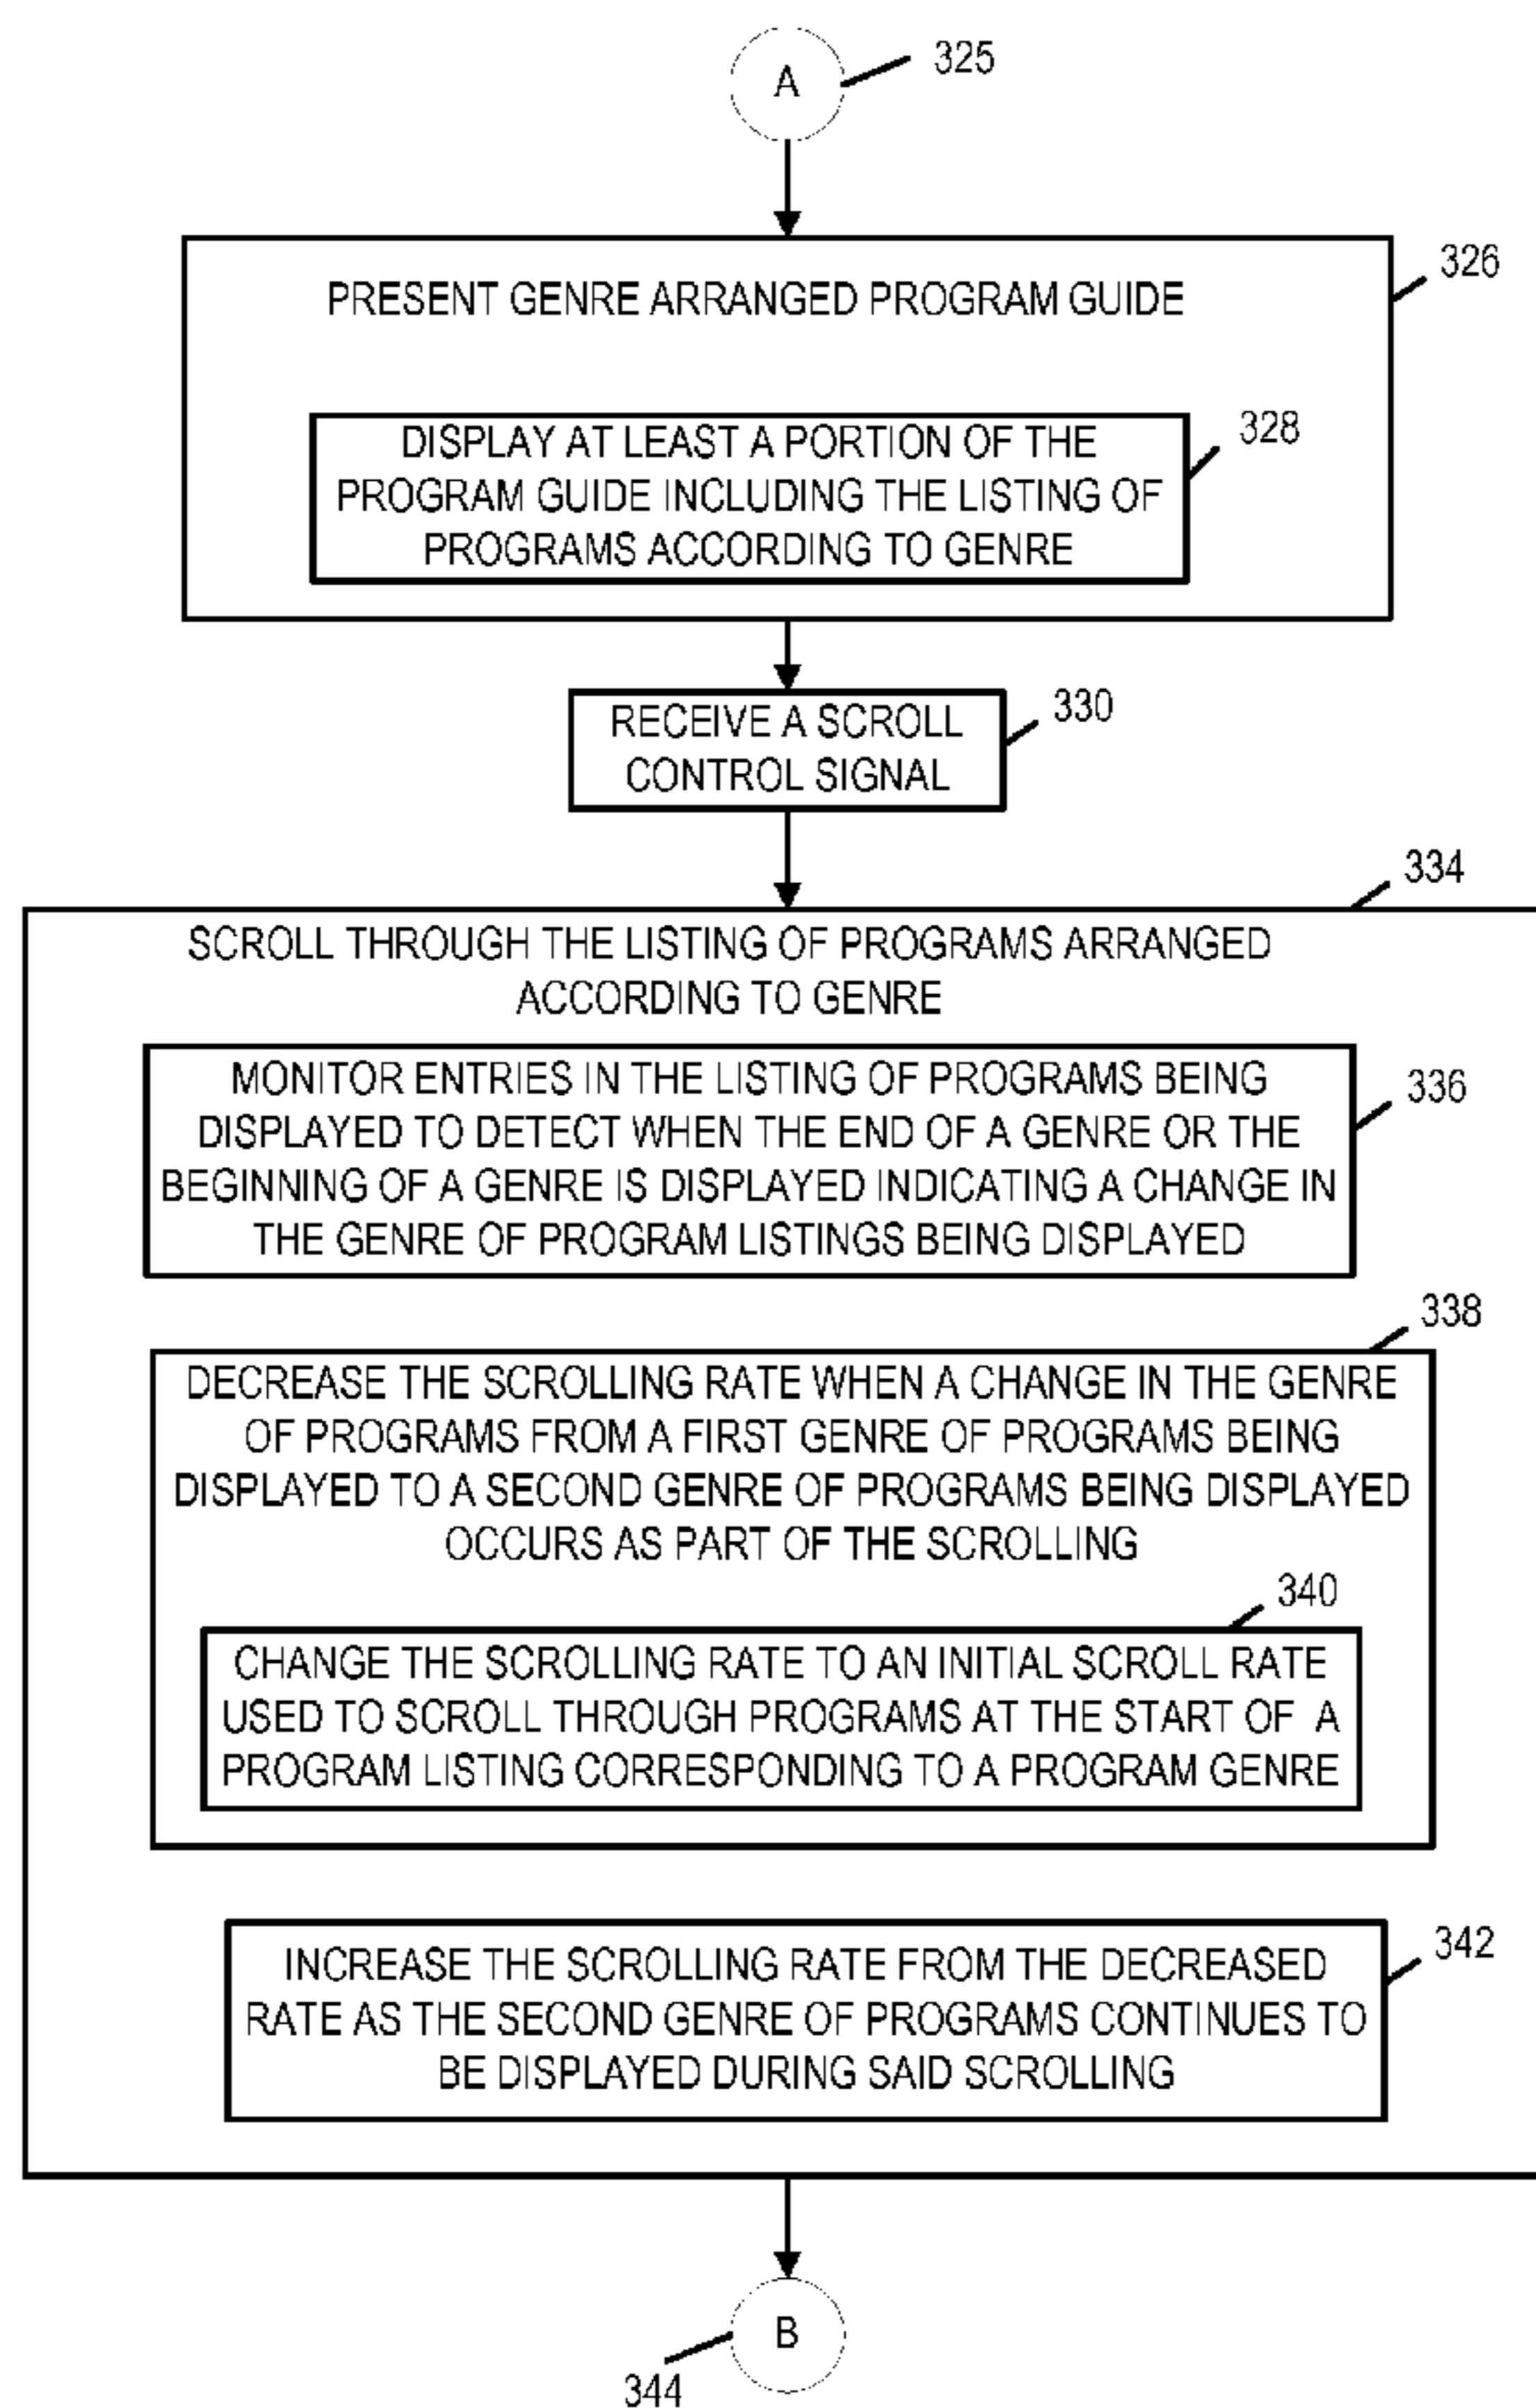 A
325
326
PRESENT GENRE ARRANGED PROGRAM GUIDE
328
DISPLAY AT LEAST A PORTION OF THE
PROGRAM GUIDE INCLUDING THE LISTING OF
PROGRAMS ACCORDING TO GENRE
330
RECEIVE A SCROLL
CONTROL SIGNAL
334
SCROLL THROUGH THE LISTING OF PROGRAMS ARRANGED
ACCORDING TO GENRE
336
MONITOR ENTRIES IN THE LISTING OF PROGRAMS BEING
DISPLAYED TO DETECT WHEN THE END OF A GENRE OR THE
BEGINNING OF A GENRE IS DISPLAYED INDICATING A CHANGE IN
THE GENRE OF PROGRAM LISTINGS BEING DISPLAYED
338
DECREASE THE SCROLLING RATE WHEN A CHANGE IN THE GENRE
OF PROGRAMS FROM A FIRST GENRE OF PROGRAMS BEING
DISPLAYED TO A SECOND GENRE OF PROGRAMS BEING DISPLAYED
OCCURS AS PART OF THE SCROLLING
340
CHANGE THE SCROLLING RATE TO AN INITIAL SCROLL RATE
USED TO SCROLL THROUGH PROGRAMS AT THE START OF A
PROGRAM LISTING CORRESPONDING TO A PROGRAM GENRE
342
INCREASE THE SCROLLING RATE FROM THE DECREASED
RATE AS THE SECOND GENRE OF PROGRAMS CONTINUES TO
BE DISPLAYED DURING SAID SCROLLING
B
344